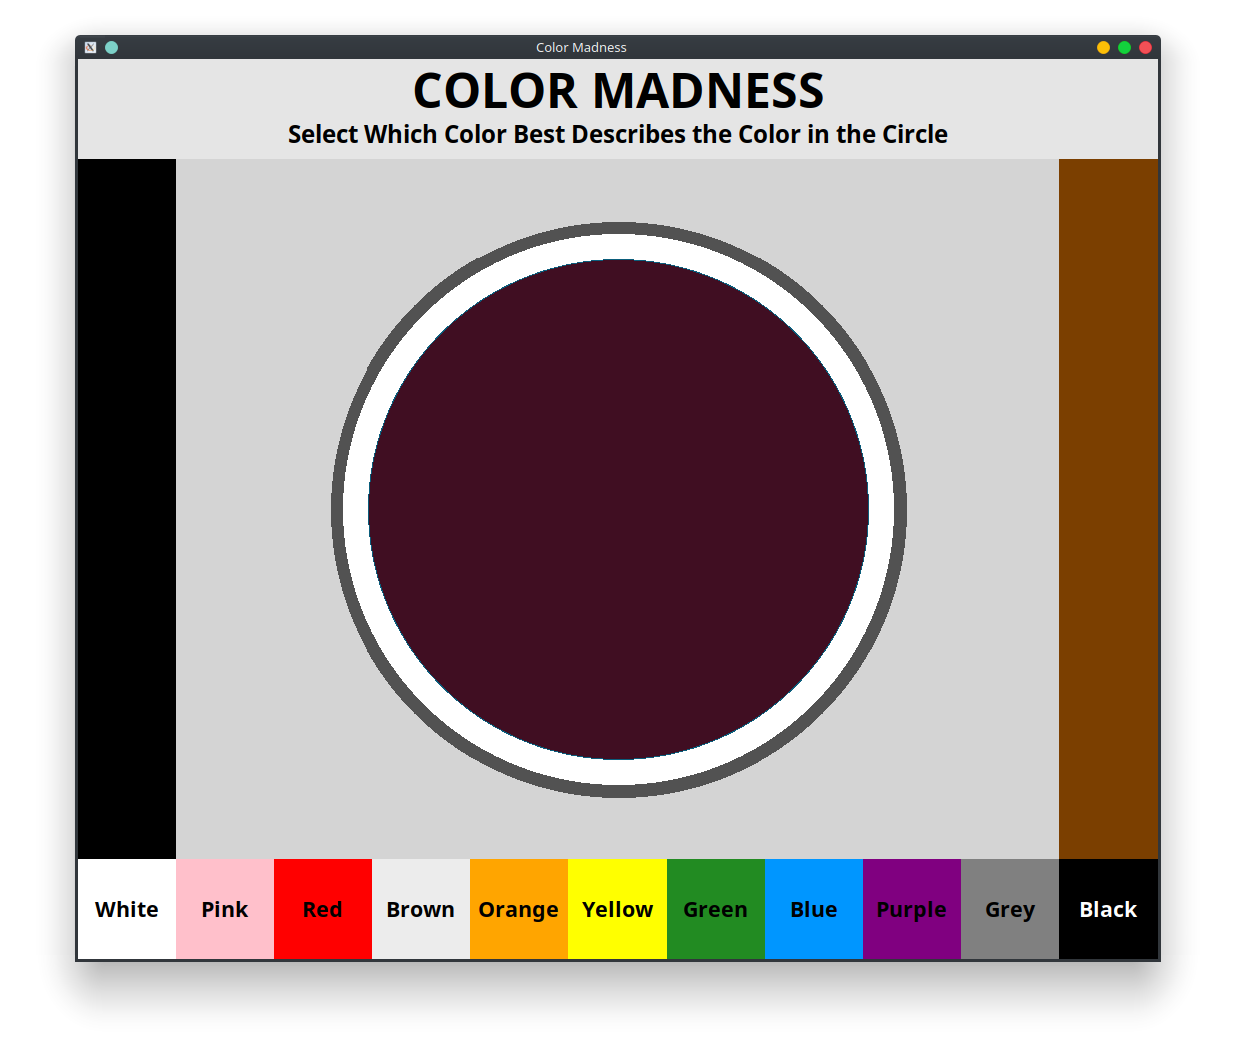 Color Madness
COLOR MADNESS
Select Which Color Best Describes the Color in the Circle
White Pink Red Brown Orange Yellow Green Blue Purple Grey Black